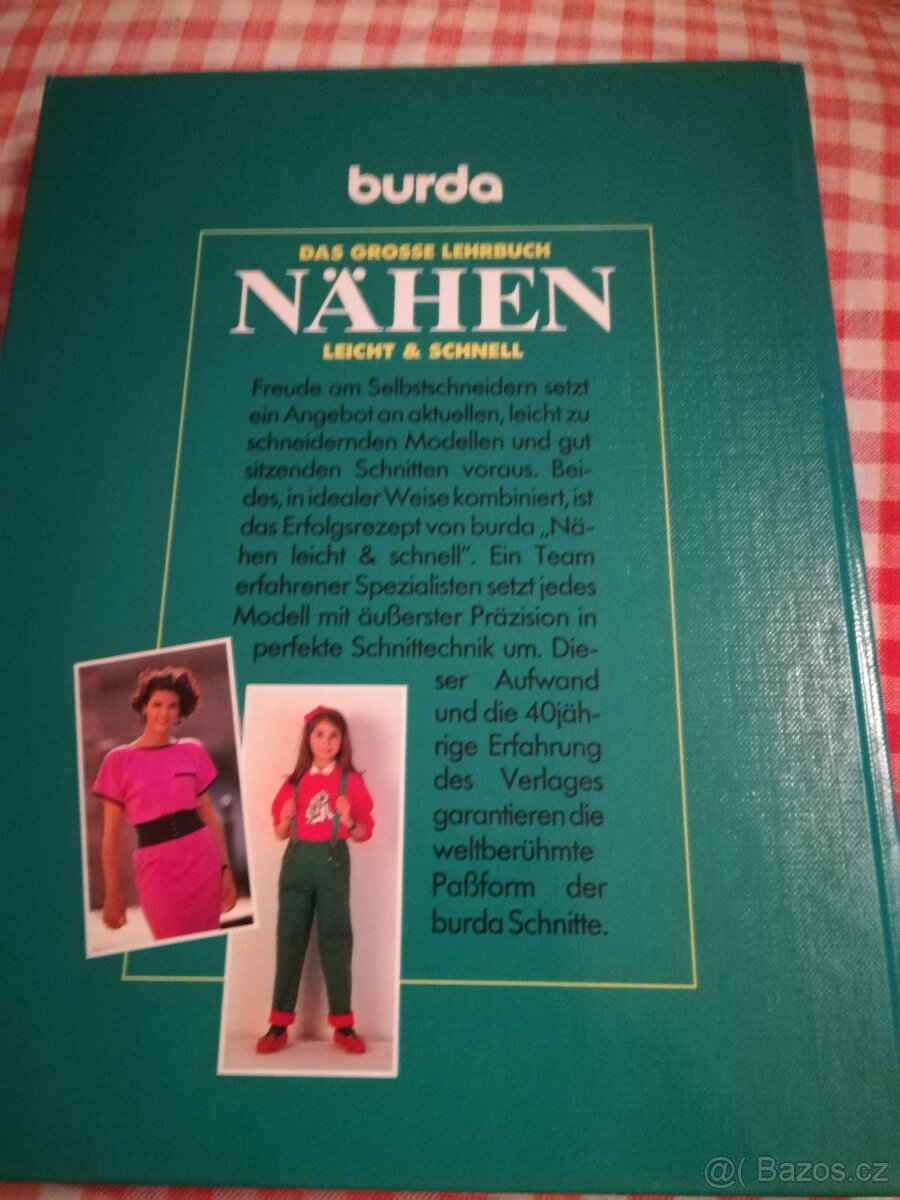 burda
DAS GROSSE LEHRBUCH
NÄHEN
LEICHT & SCHNELL
Freude am Selbstschneidern setzt
ein Angebot an aktuellen, leicht zu
schneidernden Modellen und gut
sitzenden Schnitten voraus. Bei-
des, in idealer Weise kombiniert, ist
das Erfolgsrezept von burda „Nä-
hen leicht & schnell". Ein Team
erfahrener Spezialisten setzt jedes
Modell mit äußerster Präzision in
perfekte Schnittechnik um. Die-
ser Aufwand
und die 40jäh-
rige Erfahrung
des Verlages
garantieren die
weltberühmte
Paßform der
burda Schnitte.
@( Bazos.cz